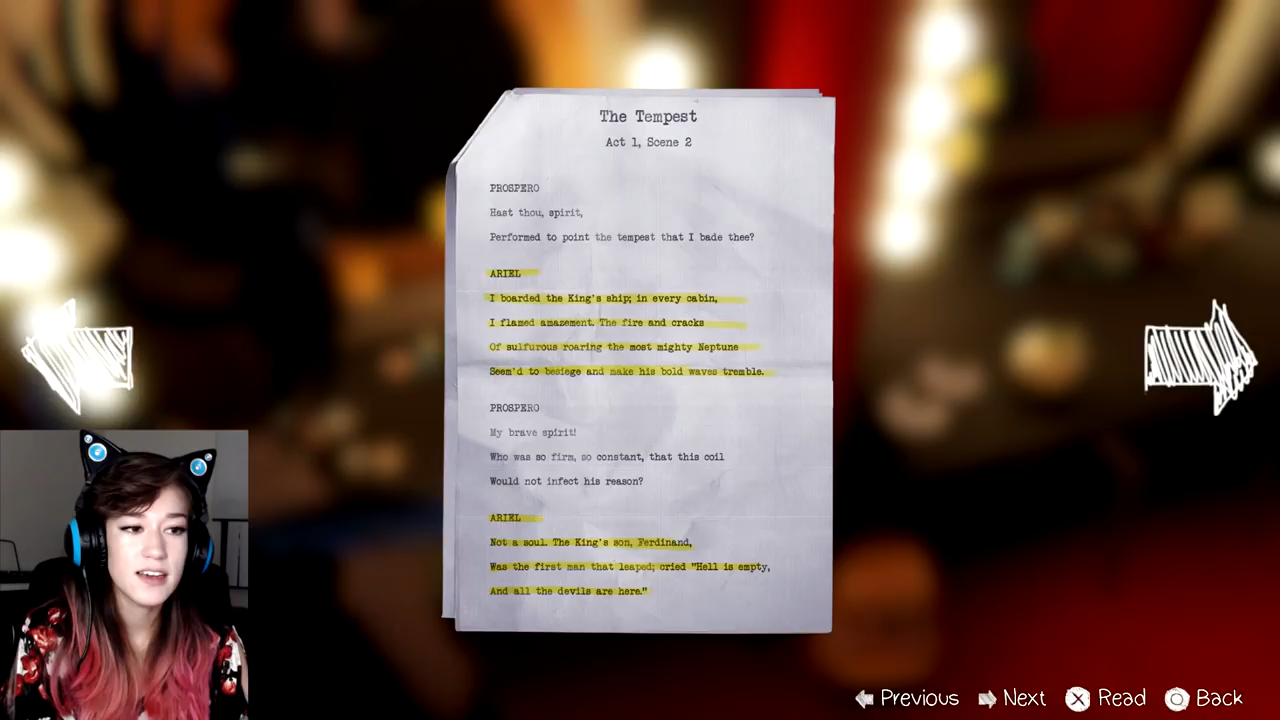 The Tempest
Act 1, Scene 2
PROSPERO
Hast thou, spirit,
Performed to point the tempest that I bade thee?
ARIEL
I boarded the King's ship; in every cabin,
I flamed amazement. The fire and cracks
Of sulfurous roaring the most mighty Neptune
Seem'd to besiege and make his bold waves tremble.
PROSPERO
My brave spirit!
Who was so firm, so constant, that this coil
Would not infect his reason?
ARIEL
Not a soul. The King's son, Ferdinand,
Was the first man that leaped; cried "Hell is empty,
And all the devils are here."
Previous Next Read Back